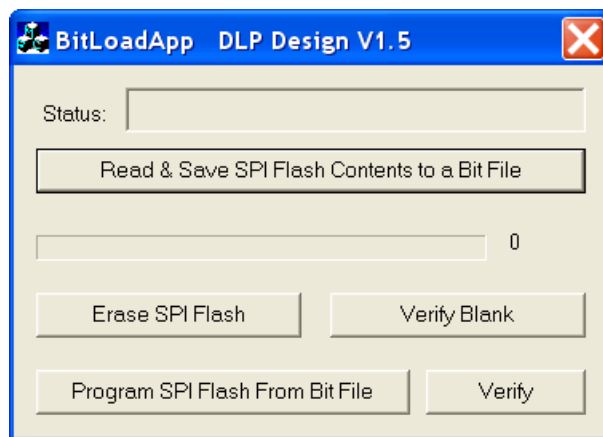 BitLoadApp DLP Design V1.5
Status:
Read & Save SPI Flash Contents to a Bit File
0
Erase SPI Flash Verify Blank
Program SPI Flash From Bit File Verify